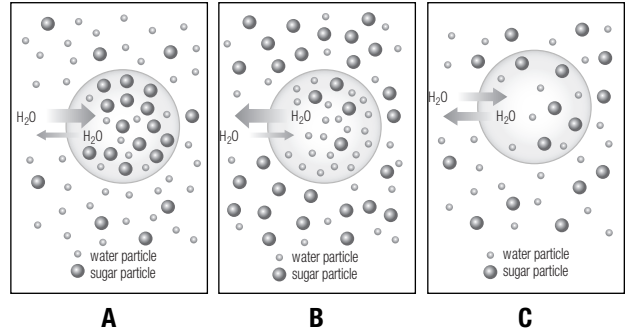 H₂O
H₂O
water particle
sugar particle
A
H₂O
H₂O
water particle
sugar particle
B
H₂O
H₂O
water particle
sugar particle
C